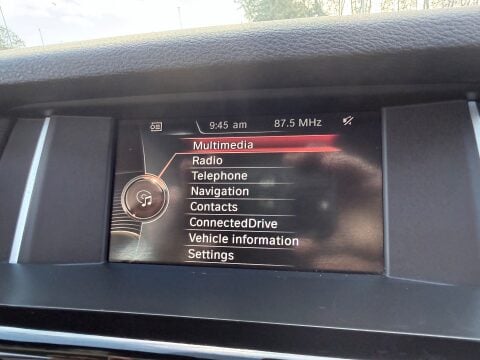 9:45 am 87.5 MHz
Multimedia
Radio
Telephone
Navigation
Contacts
ConnectedDrive
Vehicle information
Settings